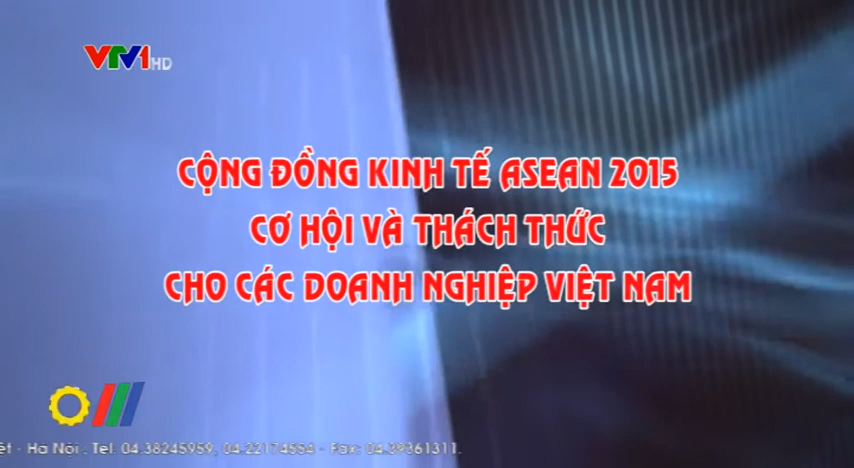 VTV1 HD
CỘNG ĐỒNG KINH TẾ ASEAN 2015
CƠ HỘI VÀ THÁCH THỨC
CHO CÁC DOANH NGHIỆP VIỆT NAM
- Hà Nội : Tel: 04.38245959, 04-22174554 - Fax: 04-39361311.